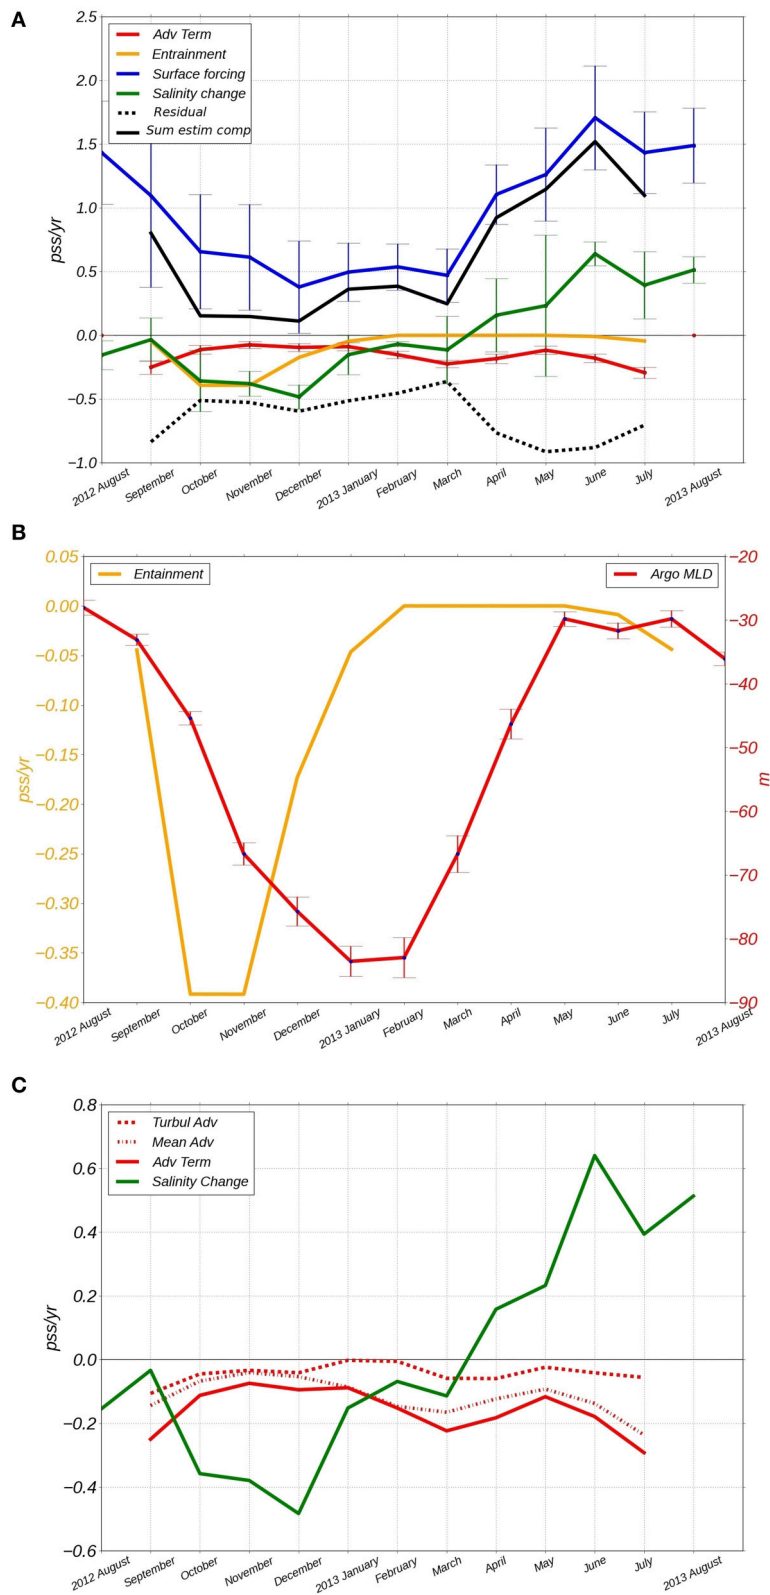 A
2.5
2.0
1.5
1.0
0.5
0.0
−0.5
−1.0
pss/yr
Adv Term
Entrainment
Surface forcing
Salinity change
Residual
Sum estim comp
2012 August
September
October
November
December
2013 January
February
March
April
May
June
July
2013 August
B
0.05
0.00
−0.05
−0.10
−0.15
−0.20
−0.25
−0.30
−0.35
−0.40
pss/yr
Entainment
Argo MLD
−20
−30
−40
−50
−60
−70
−80
−90
m
2012 August
September
October
November
December
2013 January
February
March
April
May
June
July
2013 August
C
0.8
0.6
0.4
0.2
0.0
−0.2
−0.4
−0.6
pss/yr
Turbul Adv
Mean Adv
Adv Term
Salinity Change
2012 August
September
October
November
December
2013 January
February
March
April
May
June
July
2013 August